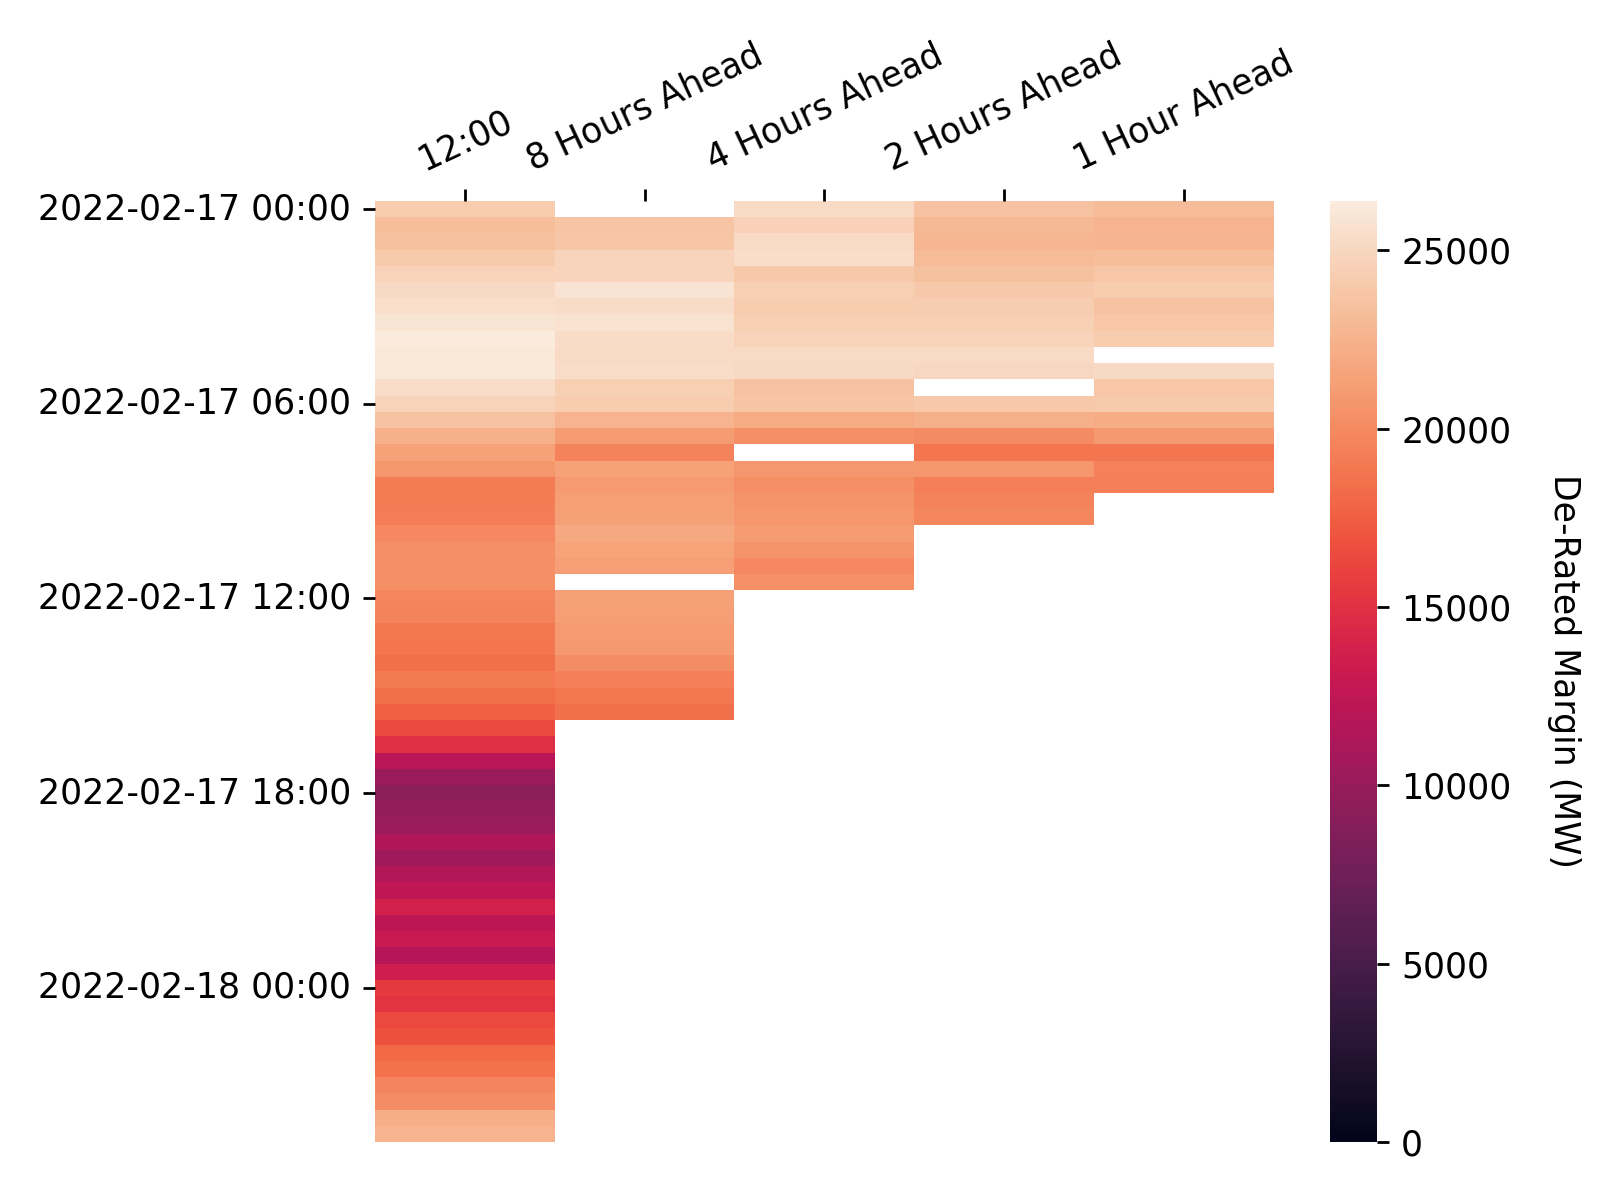 12:00
8 Hours Ahead
4 Hours Ahead
2 Hours Ahead
1 Hour Ahead
2022-02-17 00:00
2022-02-17 06:00
2022-02-17 12:00
2022-02-17 18:00
2022-02-18 00:00
25000
20000
15000
10000
5000
0
De-Rated Margin (MW)